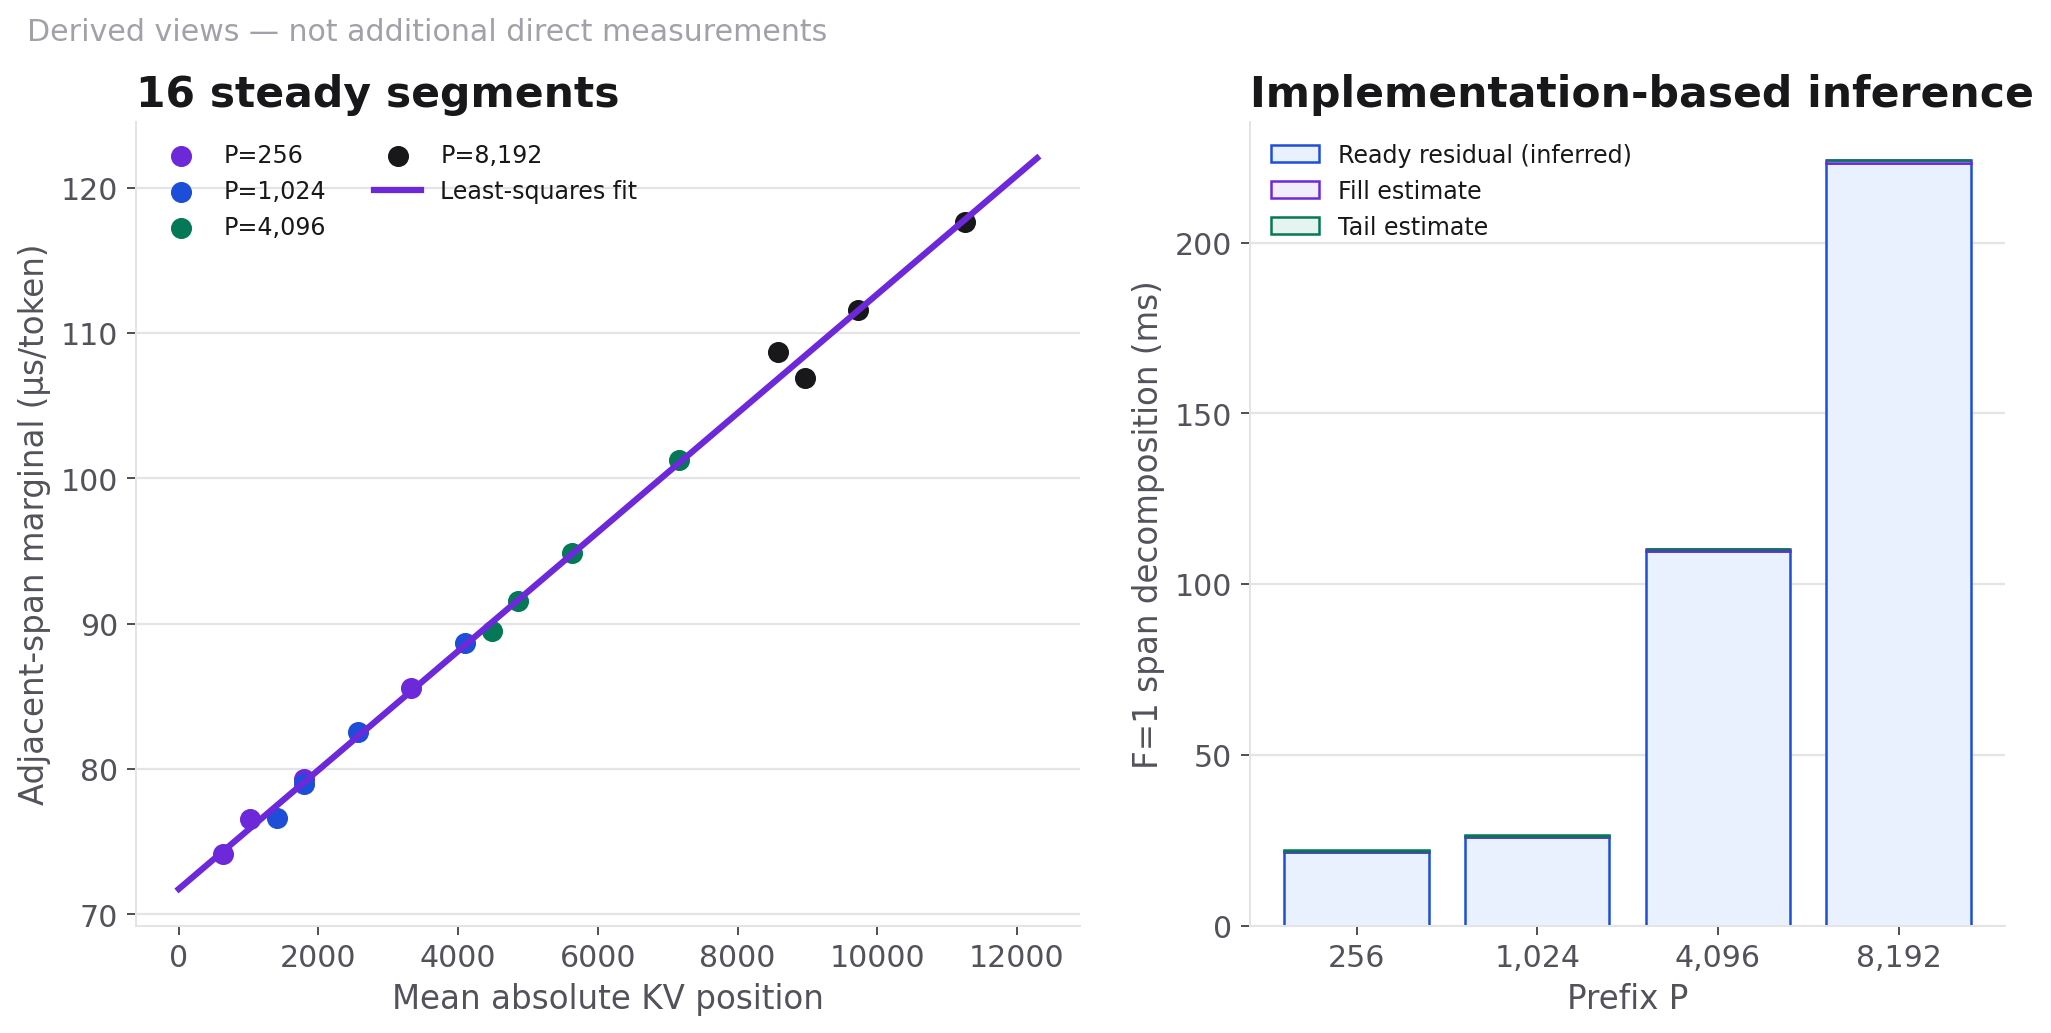 Derived views — not additional direct measurements
16 steady segments
P=256
P=1,024
P=4,096
P=8,192
Least-squares fit
120
110
100
90
80
70
Adjacent-span marginal (µs/token)
0 2000 4000 6000 8000 10000 12000
Mean absolute KV position
Implementation-based inference
Ready residual (inferred)
Fill estimate
Tail estimate
200
150
100
50
0
F=1 span decomposition (ms)
256 1,024 4,096 8,192
Prefix P